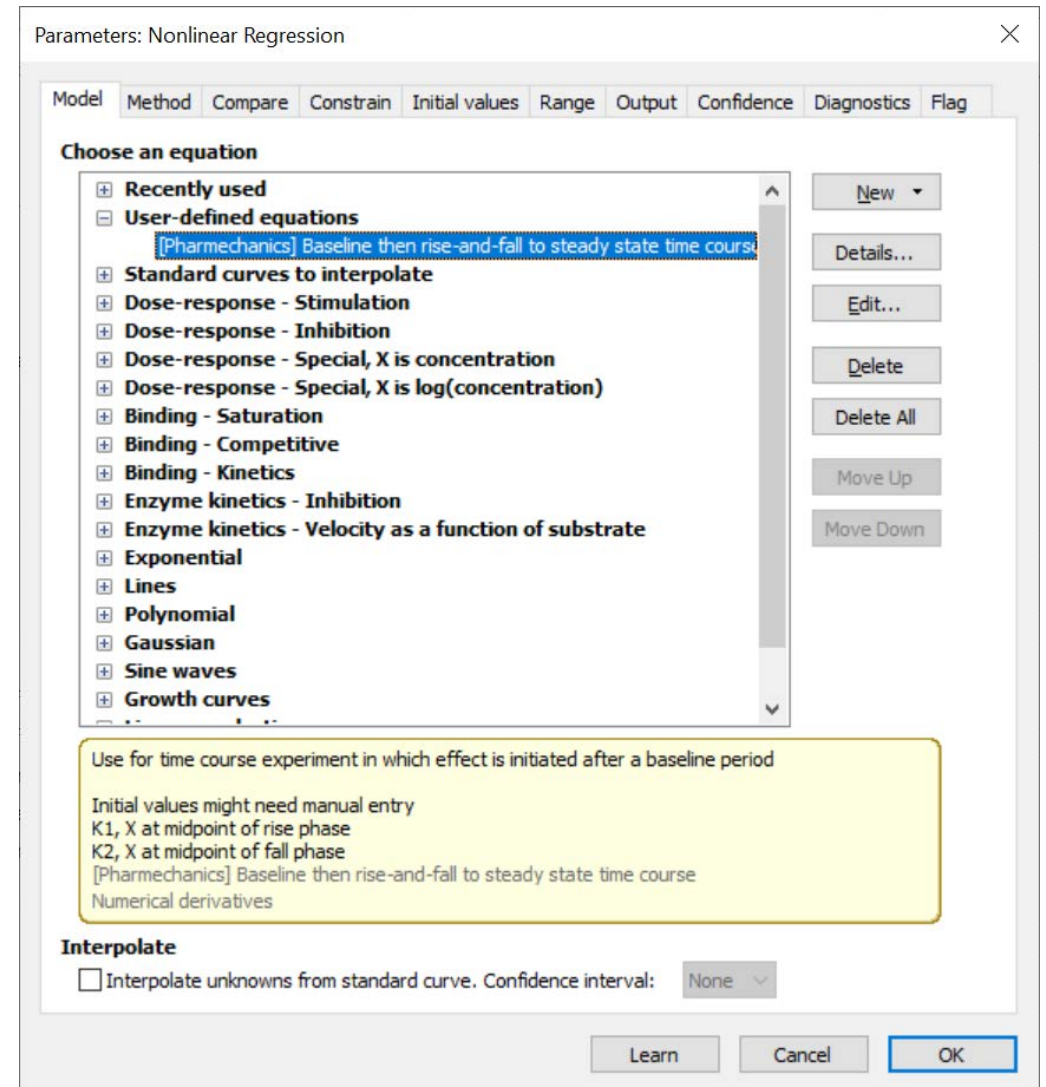 Parameters: Nonlinear Regression
Model Method Compare Constrain Initial values Range Output Confidence Diagnostics Flag
Choose an equation
Recently used
User-defined equations
[Pharmechanics] Baseline then rise-and-fall to steady state time course
Standard curves to interpolate
Dose-response - Stimulation
Dose-response - Inhibition
Dose-response - Special, X is concentration
Dose-response - Special, X is log(concentration)
Binding - Saturation
Binding - Competitive
Binding - Kinetics
Enzyme kinetics - Inhibition
Enzyme kinetics - Velocity as a function of substrate
Exponential
Lines
Polynomial
Gaussian
Sine waves
Growth curves
New
Details...
Edit...
Delete
Delete All
Move Up
Move Down
Use for time course experiment in which effect is initiated after a baseline period
Initial values might need manual entry
K1, X at midpoint of rise phase
K2, X at midpoint of fall phase
[Pharmechanics] Baseline then rise-and-fall to steady state time course
Numerical derivatives
Interpolate
Interpolate unknowns from standard curve. Confidence interval: None
Learn Cancel OK